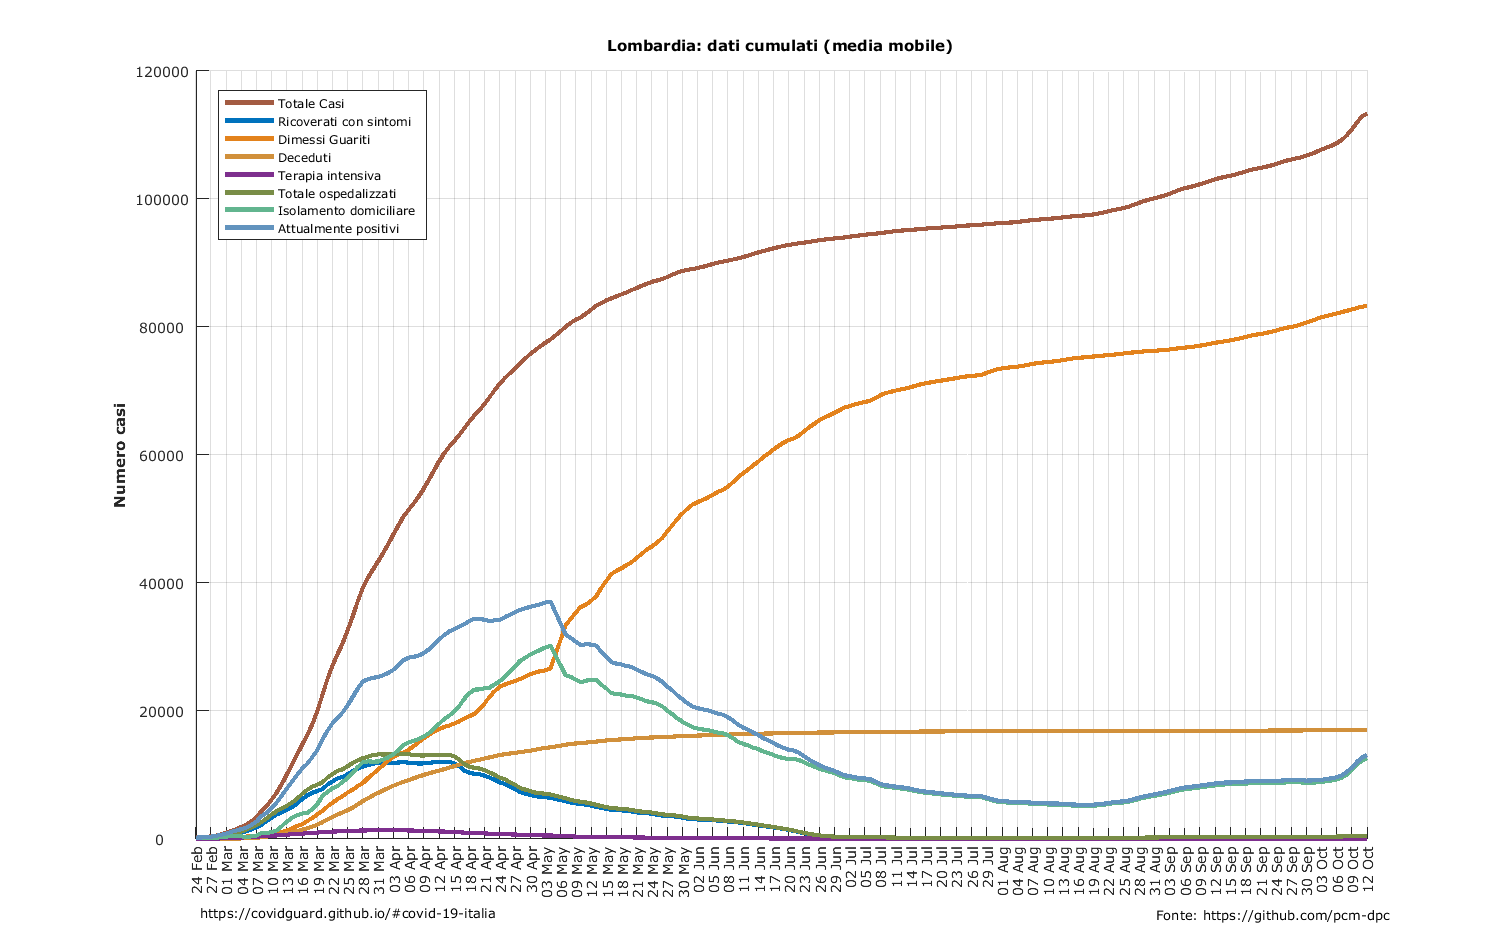 Lombardia: dati cumulati (media mobile)
120000
100000
80000
60000
40000
20000
0
Numero casi
Totale Casi
Ricoverati con sintomi
Dimessi Guariti
Deceduti
Terapia intensiva
Totale ospedalizzati
Isolamento domiciliare
Attualmente positivi
24 Feb
27 Feb
01 Mar
04 Mar
07 Mar
10 Mar
13 Mar
16 Mar
19 Mar
22 Mar
25 Mar
28 Mar
31 Mar
03 Apr
06 Apr
09 Apr
12 Apr
15 Apr
18 Apr
21 Apr
24 Apr
27 Apr
30 Apr
03 May
06 May
09 May
12 May
15 May
18 May
21 May
24 May
27 May
30 May
02 Jun
05 Jun
08 Jun
11 Jun
14 Jun
17 Jun
20 Jun
23 Jun
26 Jun
29 Jun
02 Jul
05 Jul
08 Jul
11 Jul
14 Jul
17 Jul
20 Jul
23 Jul
26 Jul
29 Jul
01 Aug
04 Aug
07 Aug
10 Aug
13 Aug
16 Aug
19 Aug
22 Aug
25 Aug
28 Aug
31 Aug
03 Sep
06 Sep
09 Sep
12 Sep
15 Sep
18 Sep
21 Sep
24 Sep
27 Sep
30 Sep
03 Oct
06 Oct
09 Oct
12 Oct
https://covidguard.github.io/#covid-19-italia
Fonte: https://github.com/pcm-dpc